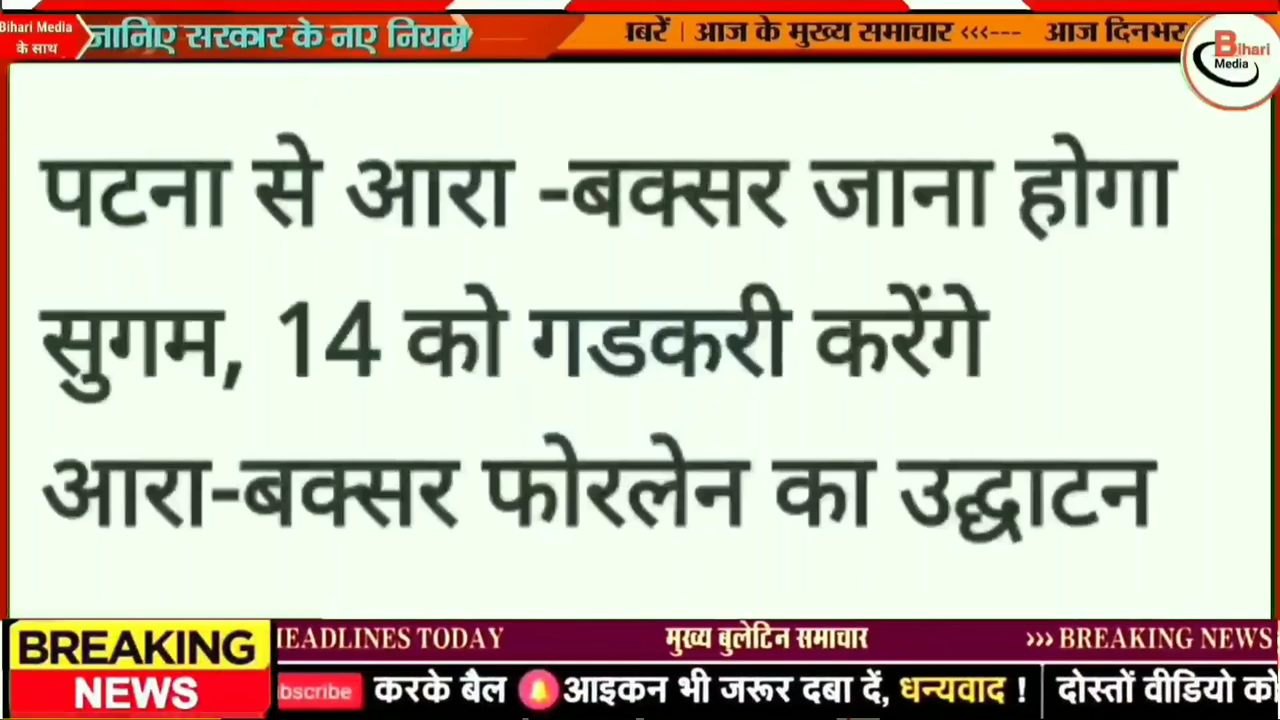 Bihari Media
के साथ
जानिए सरकार के नए नियम
बरें | आज के मुख्य समाचार <<<--- आज दिनभर
Bihari
Media
पटना से आरा -बक्सर जाना होगा
सुगम, 14 को गडकरी करेंगे
आरा-बक्सर फोरलेन का उद्घाटन
BREAKING
NEWS
HEADLINES TODAY मुख्य बुलेटिन समाचार >>> BREAKING NEWS
bscribe करके बैल 🔔 आइकन भी जरूर दबा दें, धन्यवाद ! दोस्तों वीडियो को